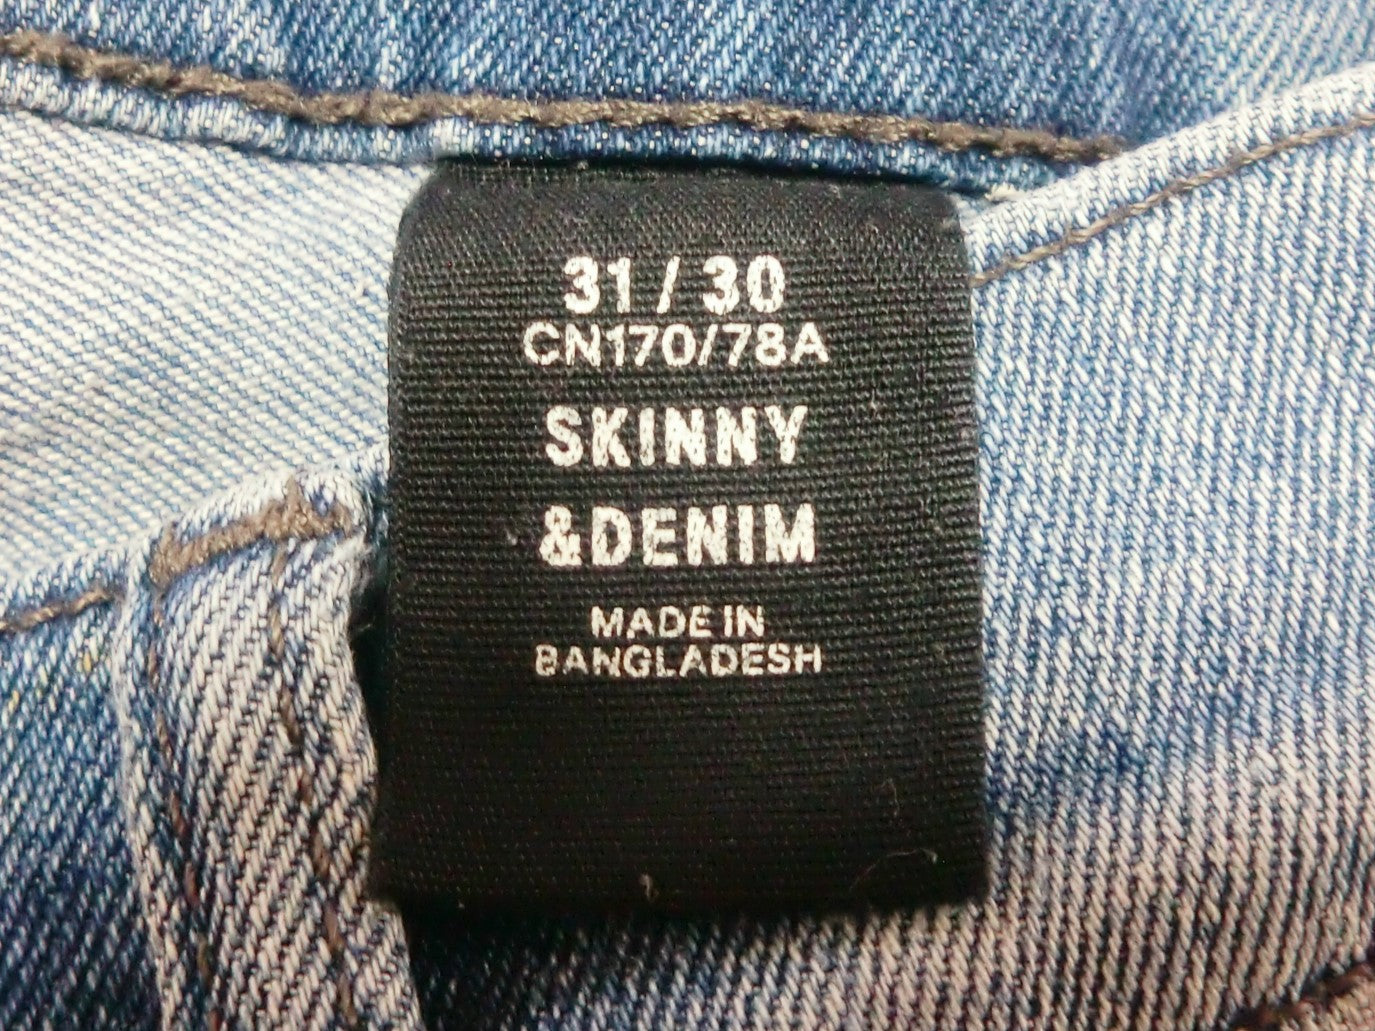 31 / 30
CN170/78A
SKINNY
&DENIM
MADE IN
BANGLADESH